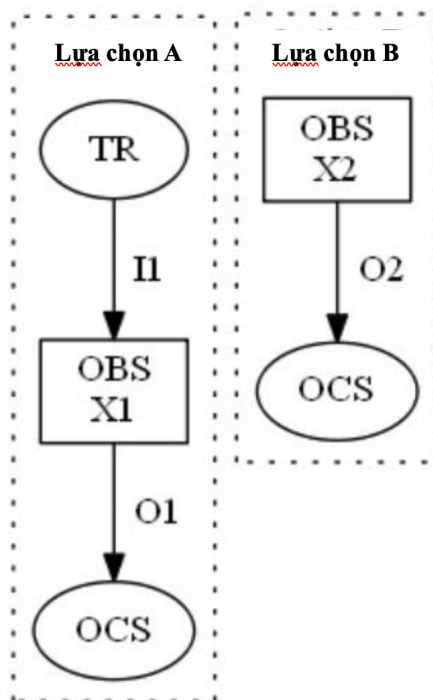 Lựa chọn A
TR
I1
OBS
X1
O1
OCS
Lựa chọn B
OBS
X2
O2
OCS